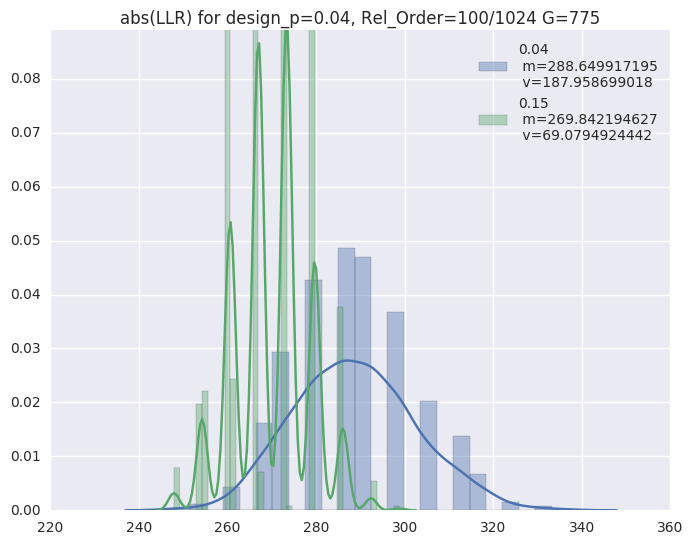 abs(LLR) for design_p=0.04, Rel_Order=100/1024 G=775
0.04
m=288.649917195
v=187.958699018
0.15
m=269.842194627
v=69.0794924442
0.08
0.07
0.06
0.05
0.04
0.03
0.02
0.01
0.00
220 240 260 280 300 320 340 360